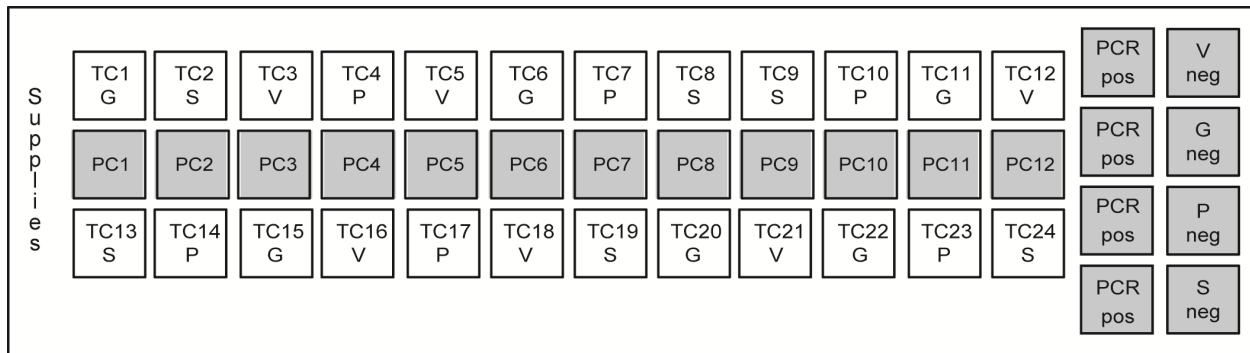 Supplies
TC1 TC2 TC3 TC4 TC5 TC6 TC7 TC8 TC9 TC10 TC11 TC12
G S V P V G P S S P G V
PC1 PC2 PC3 PC4 PC5 PC6 PC7 PC8 PC9 PC10 PC11 PC12
TC13 TC14 TC15 TC16 TC17 TC18 TC19 TC20 TC21 TC22 TC23 TC24
S P G V P V S G V G P S
PCR V
pos neg
PCR G
pos neg
PCR P
pos neg
PCR S
pos neg